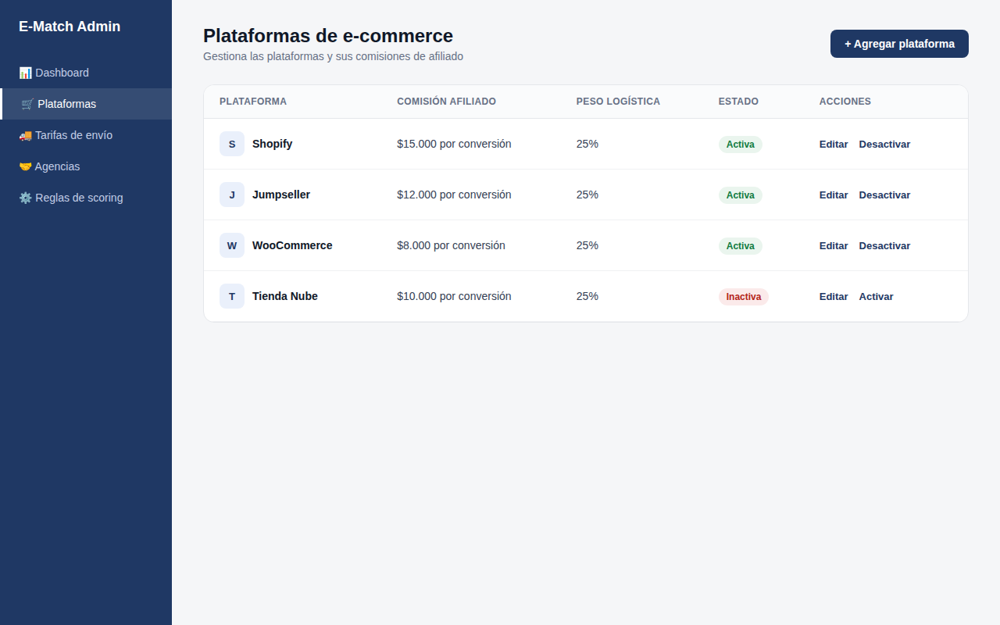 E-Match Admin
📊 Dashboard
🛒 Plataformas
🚚 Tarifas de envío
🤝 Agencias
⚙️ Reglas de scoring
Plataformas de e-commerce
Gestiona las plataformas y sus comisiones de afiliado
+ Agregar plataforma
PLATAFORMA COMISIÓN AFILIADO PESO LOGÍSTICA ESTADO ACCIONES
S Shopify $15.000 por conversión 25% Activa Editar Desactivar
J Jumpseller $12.000 por conversión 25% Activa Editar Desactivar
W WooCommerce $8.000 por conversión 25% Activa Editar Desactivar
T Tienda Nube $10.000 por conversión 25% Inactiva Editar Activar